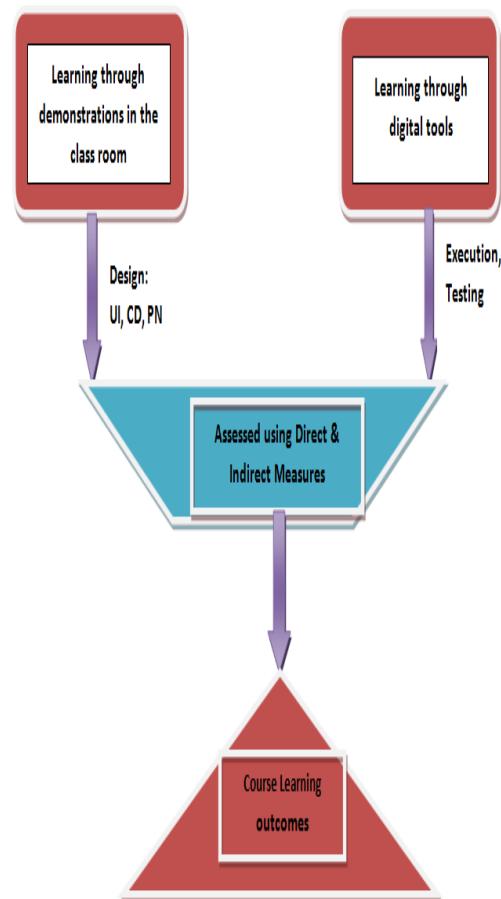 Learning through
demonstrations in the
class room
Learning through
digital tools
Design:
UI, CD, PN
Execution,
Testing
Assessed using Direct &
Indirect Measures
Course Learning
outcomes